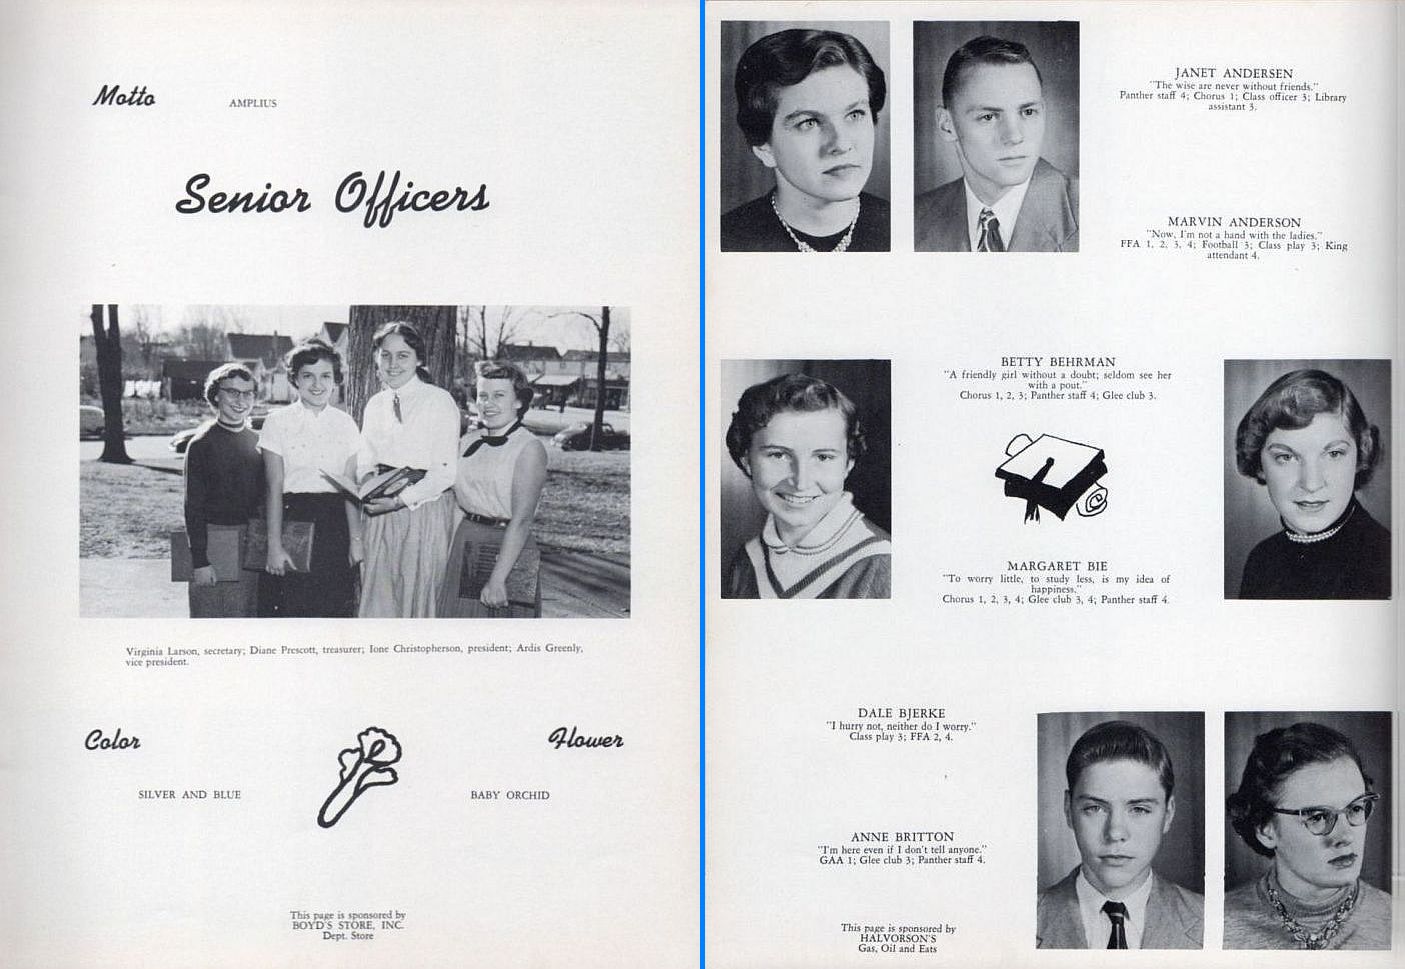 Motto
AMPLIUS
Senior Officers
Virginia Larson, secretary; Diane Prescott, treasurer; Ione Christopherson, president; Ardis Greenly,
vice president.
Color
Flower
SILVER AND BLUE
BABY ORCHID
This page is sponsored by
BOYD'S STORE, INC.
Dept. Store
JANET ANDERSEN
"The wise are never without friends."
Panther staff 4; Chorus 1; Class officer 3; Library
assistant 3.
MARVIN ANDERSON
"Now, I'm not a hand with the ladies."
FFA 1, 2, 3, 4; Football 3; Class play 3; King
attendant 4.
BETTY BEHRMAN
"A friendly girl without a doubt; seldom see her
with a pout."
Chorus 1, 2, 3; Panther staff 4; Glee club 3.
MARGARET BIE
"To worry little, to study less, is my idea of
happiness."
Chorus 1, 2, 3, 4; Glee club 3, 4; Panther staff 4.
DALE BJERKE
"I hurry not, neither do I worry."
Class play 3; FFA 2, 4.
ANNE BRITTON
"I'm here even if I don't tell anyone."
GAA 1; Glee club 3; Panther staff 4.
This page is sponsored by
HALVORSON'S
Gas, Oil and Eats